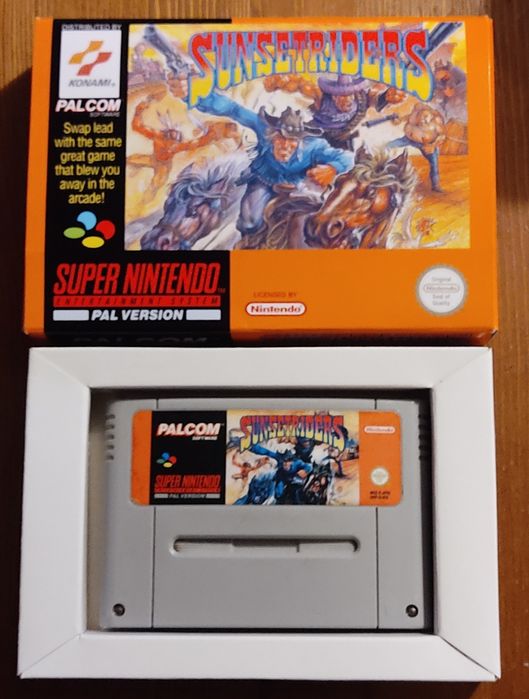 DISTRIBUTED BY
KONAMI
PALCOM
SOFTWARE
Swap lead
with the same
great game
that blew you
away in the
arcade!
SUNSETRIDERS
SUPER NINTENDO
ENTERTAINMENT SYSTEM
PAL VERSION
LICENSED BY
Nintendo
Original
Nintendo
Seal of
Quality
PALCOM
PALCOM
SOFTWARE
SUNSETRIDERS
Nintendo
SUPER NINTENDO
ENTERTAINMENT SYSTEM
PAL VERSION